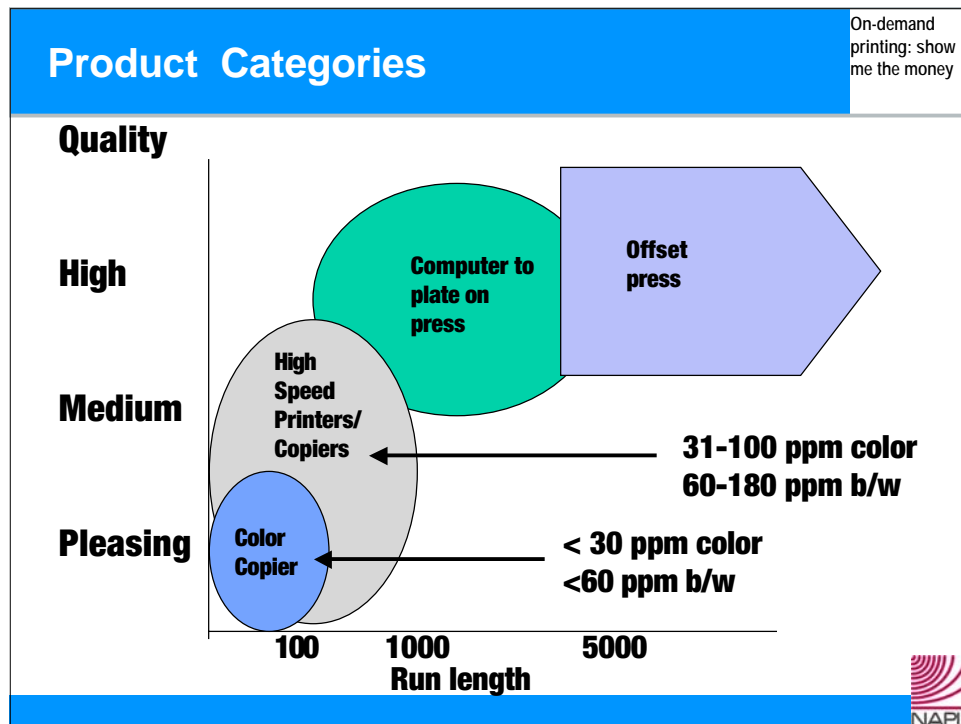 Product Categories
On-demand
printing: show
me the money
Quality
High
Medium
Pleasing
Computer to
plate on
press
Offset
press
High
Speed
Printers/
Copiers
31-100 ppm color
60-180 ppm b/w
Color
Copier
< 30 ppm color
<60 ppm b/w
100 1000 5000
Run length